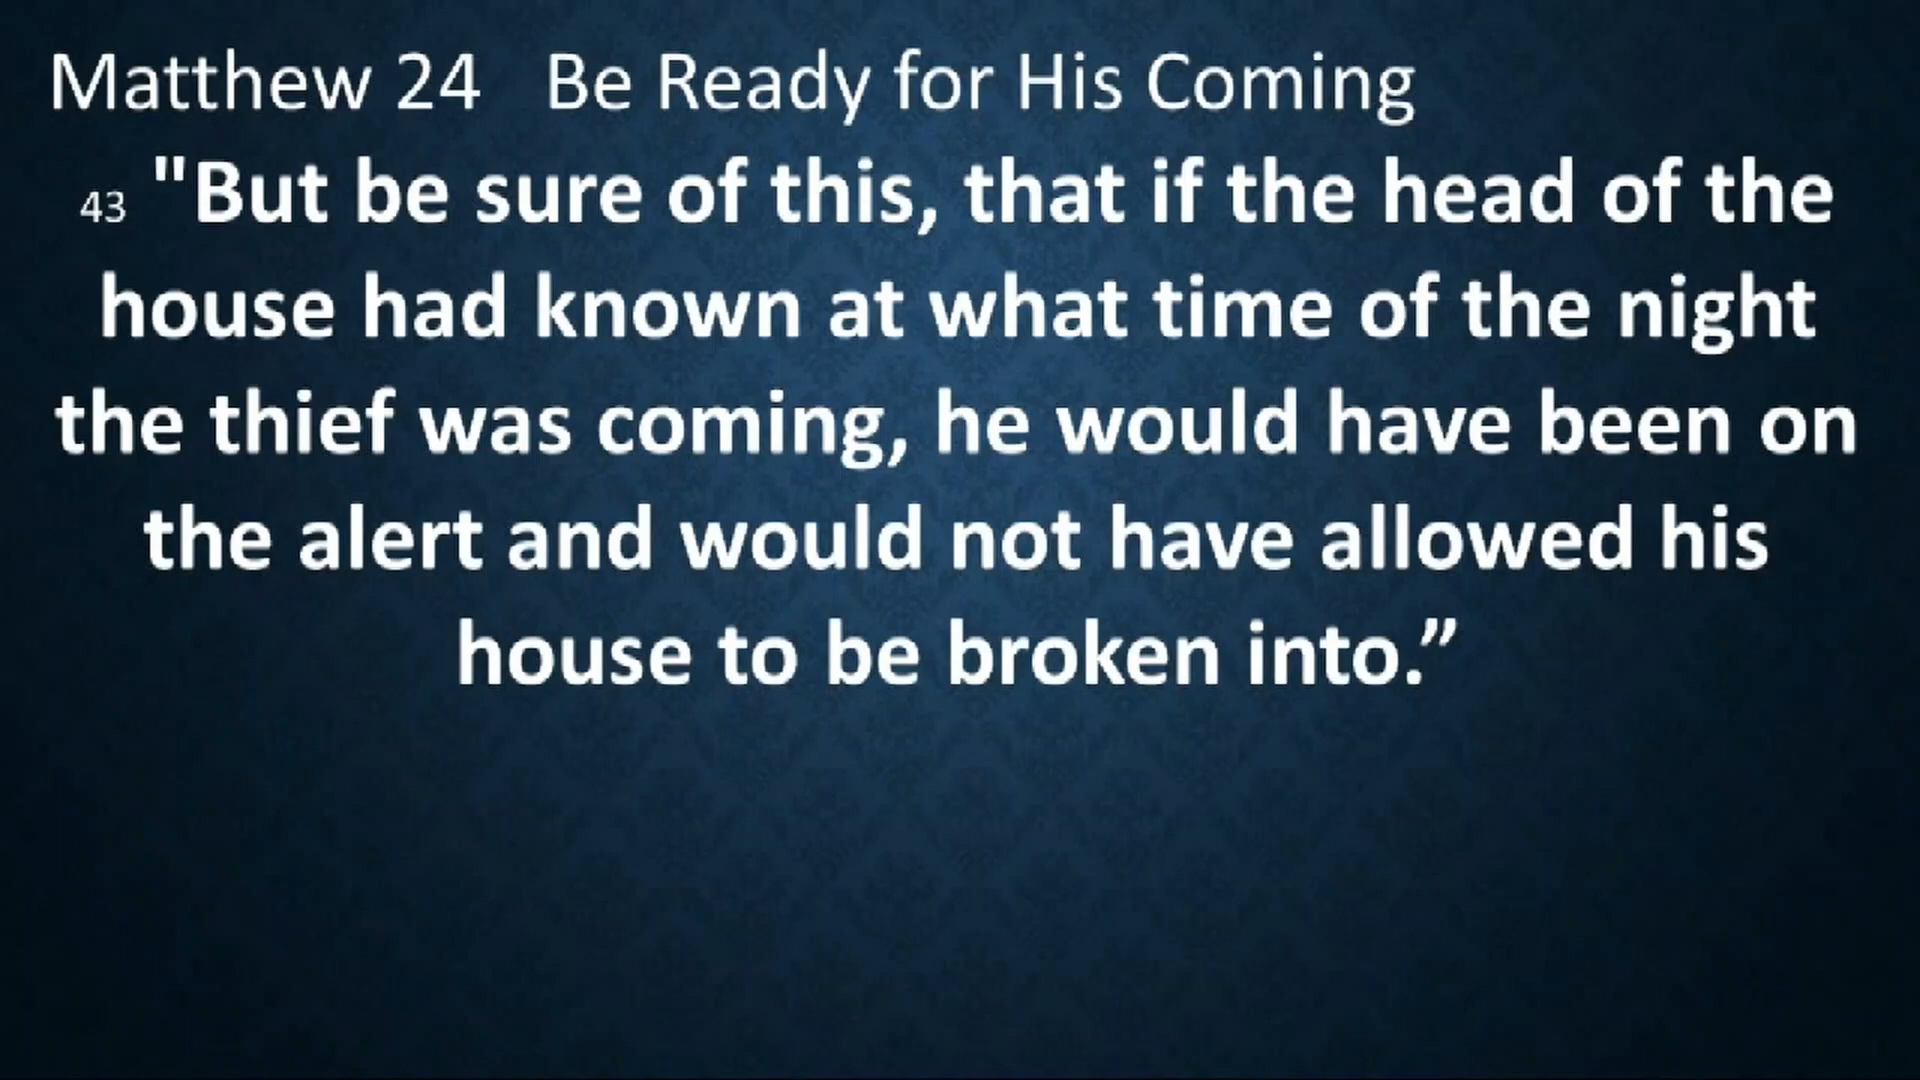 Matthew 24 Be Ready for His Coming
43 "But be sure of this, that if the head of the
house had known at what time of the night
the thief was coming, he would have been on
the alert and would not have allowed his
house to be broken into.”